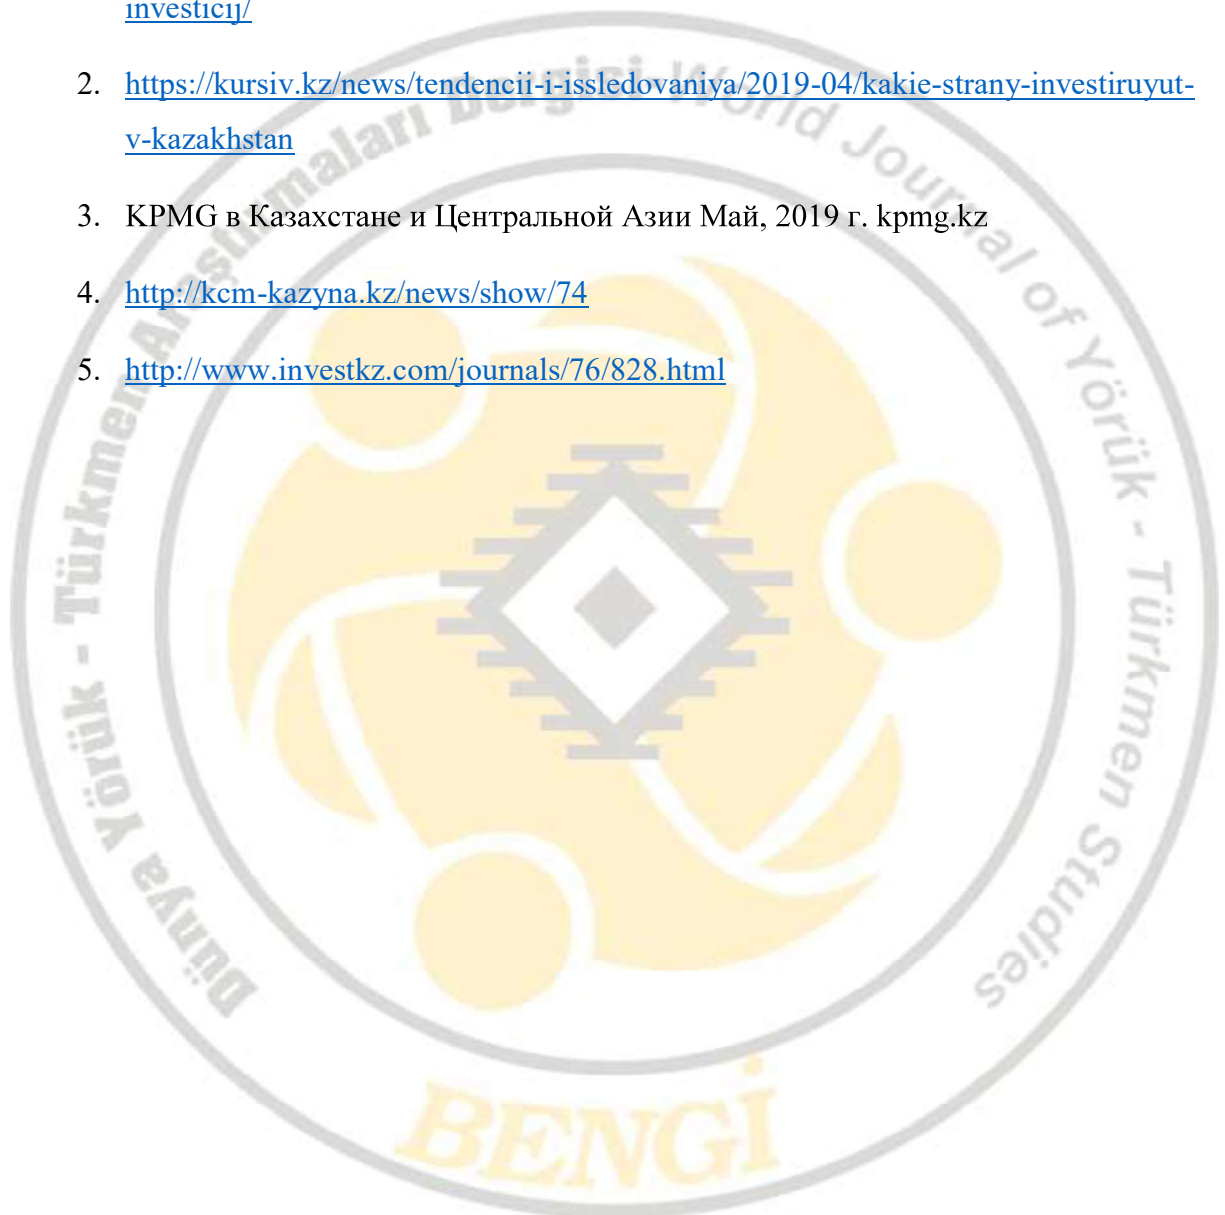 investicij/
2. https://kursiv.kz/news/tendencii-i-issledovaniya/2019-04/kakie-strany-investiruyut-
v-kazakhstan
3. KPMG в Казахстане и Центральной Азии Май, 2019 г. kpmg.kz
4. http://kcm-kazyna.kz/news/show/74
5. http://www.investkz.com/journals/76/828.html
Dünya Yörük - Türkmen Araştırmaları Dergisi-World Journal of Yörük - Türkmen Studies
BENGİ